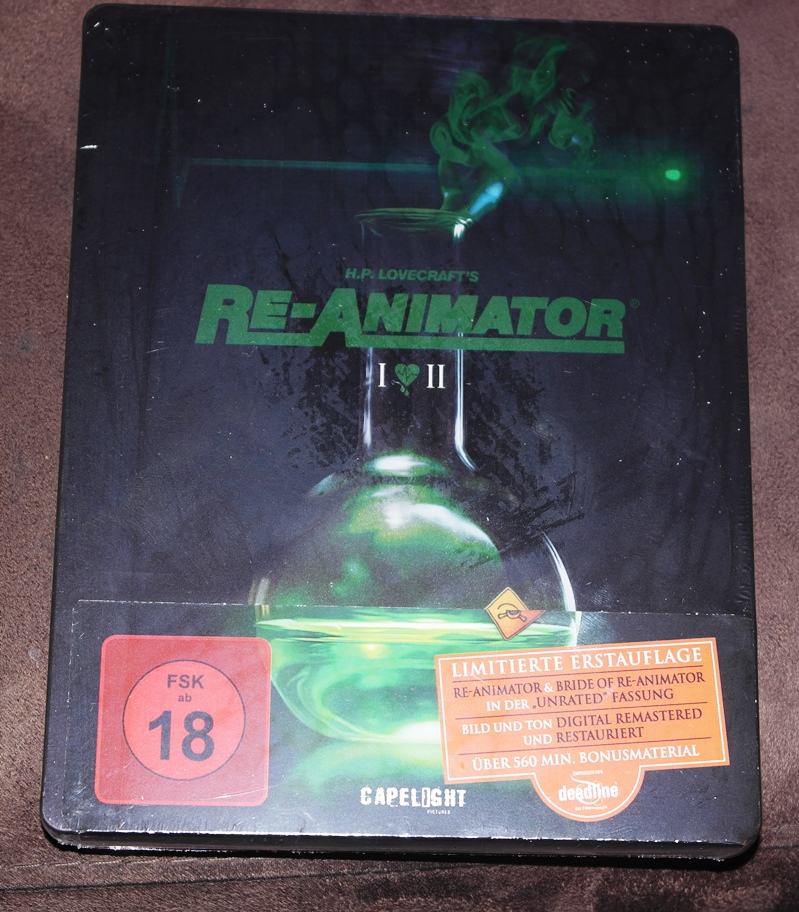 H.P. LOVECRAFT'S
RE-ANIMATOR®
I II
FSK
ab
18
LIMITIERTE ERSTAUFLAGE
RE-ANIMATOR & BRIDE OF RE-ANIMATOR
IN DER „UNRATED" FASSUNG
BILD UND TON DIGITAL REMASTERED
UND RESTAURIERT
ÜBER 560 MIN. BONUSMATERIAL
deadline
CAPELIGHT
PICTURES